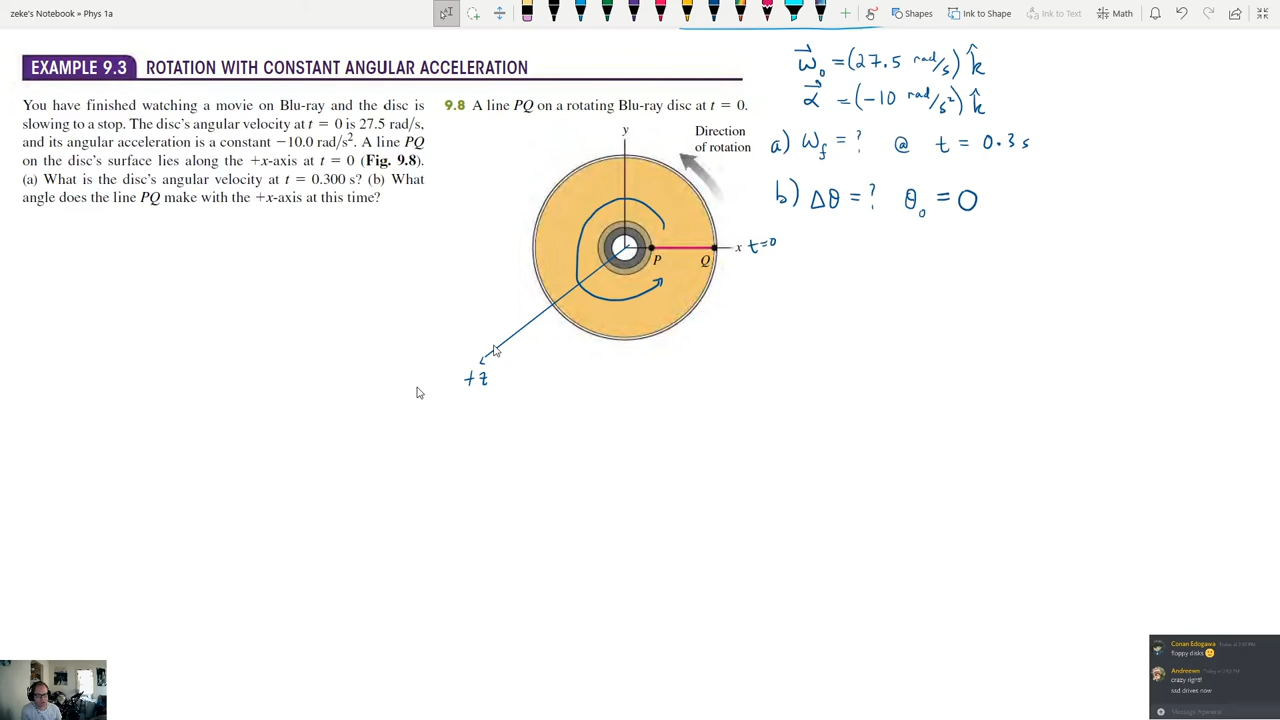 zeke's Notebook » Phys 1a
Shapes
Ink to Shape
Ink to Text
Math
EXAMPLE 9.3 ROTATION WITH CONSTANT ANGULAR ACCELERATION
You have finished watching a movie on Blu-ray and the disc is
slowing to a stop. The disc's angular velocity at t = 0 is 27.5 rad/s,
and its angular acceleration is a constant −10.0 rad/s². A line PQ
on the disc's surface lies along the +x-axis at t = 0 (Fig. 9.8).
(a) What is the disc's angular velocity at t = 0.300 s? (b) What
angle does the line PQ make with the +x-axis at this time?
9.8 A line PQ on a rotating Blu-ray disc at t = 0.
y
Direction
of rotation
P
Q
x
t=0
+z
ω⃗₀ = (27.5 rad/s) k̂
α⃗ = (-10 rad/s²) k̂
a) ω_f = ? @ t = 0.3 s
b) Δθ = ? θ₀ = 0
Conan Edogawa
floppy disks
Andreewn
crazy right!
ssd drives now